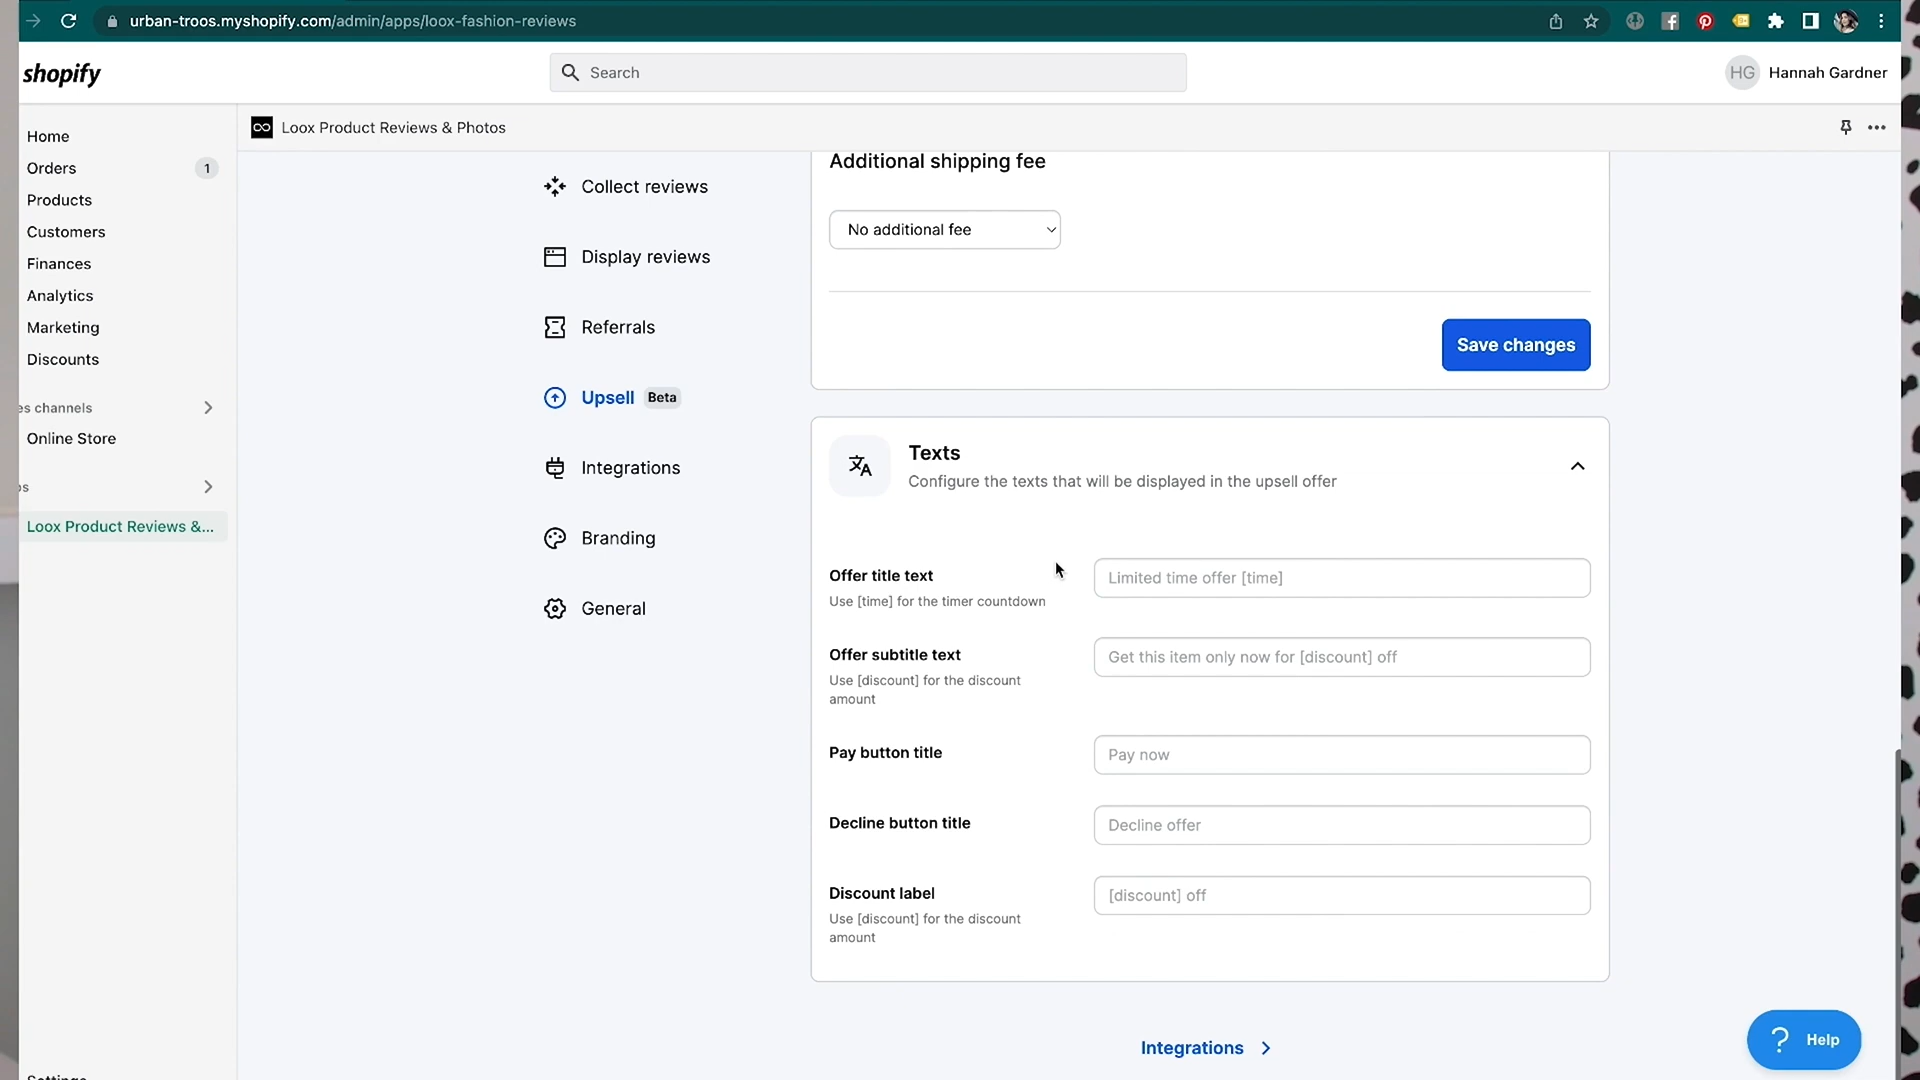 urban-troos.myshopify.com/admin/apps/loox-fashion-reviews
shopify
Search
HG Hannah Gardner
Home
Orders 1
Products
Customers
Finances
Analytics
Marketing
Discounts
es channels
Online Store
Loox Product Reviews &...
Loox Product Reviews & Photos
Collect reviews
Display reviews
Referrals
Upsell Beta
Integrations
Branding
General
Additional shipping fee
No additional fee
Save changes
Texts
Configure the texts that will be displayed in the upsell offer
Offer title text
Use [time] for the timer countdown
Limited time offer [time]
Offer subtitle text
Use [discount] for the discount
amount
Get this item only now for [discount] off
Pay button title
Pay now
Decline button title
Decline offer
Discount label
Use [discount] for the discount
amount
[discount] off
Integrations
? Help